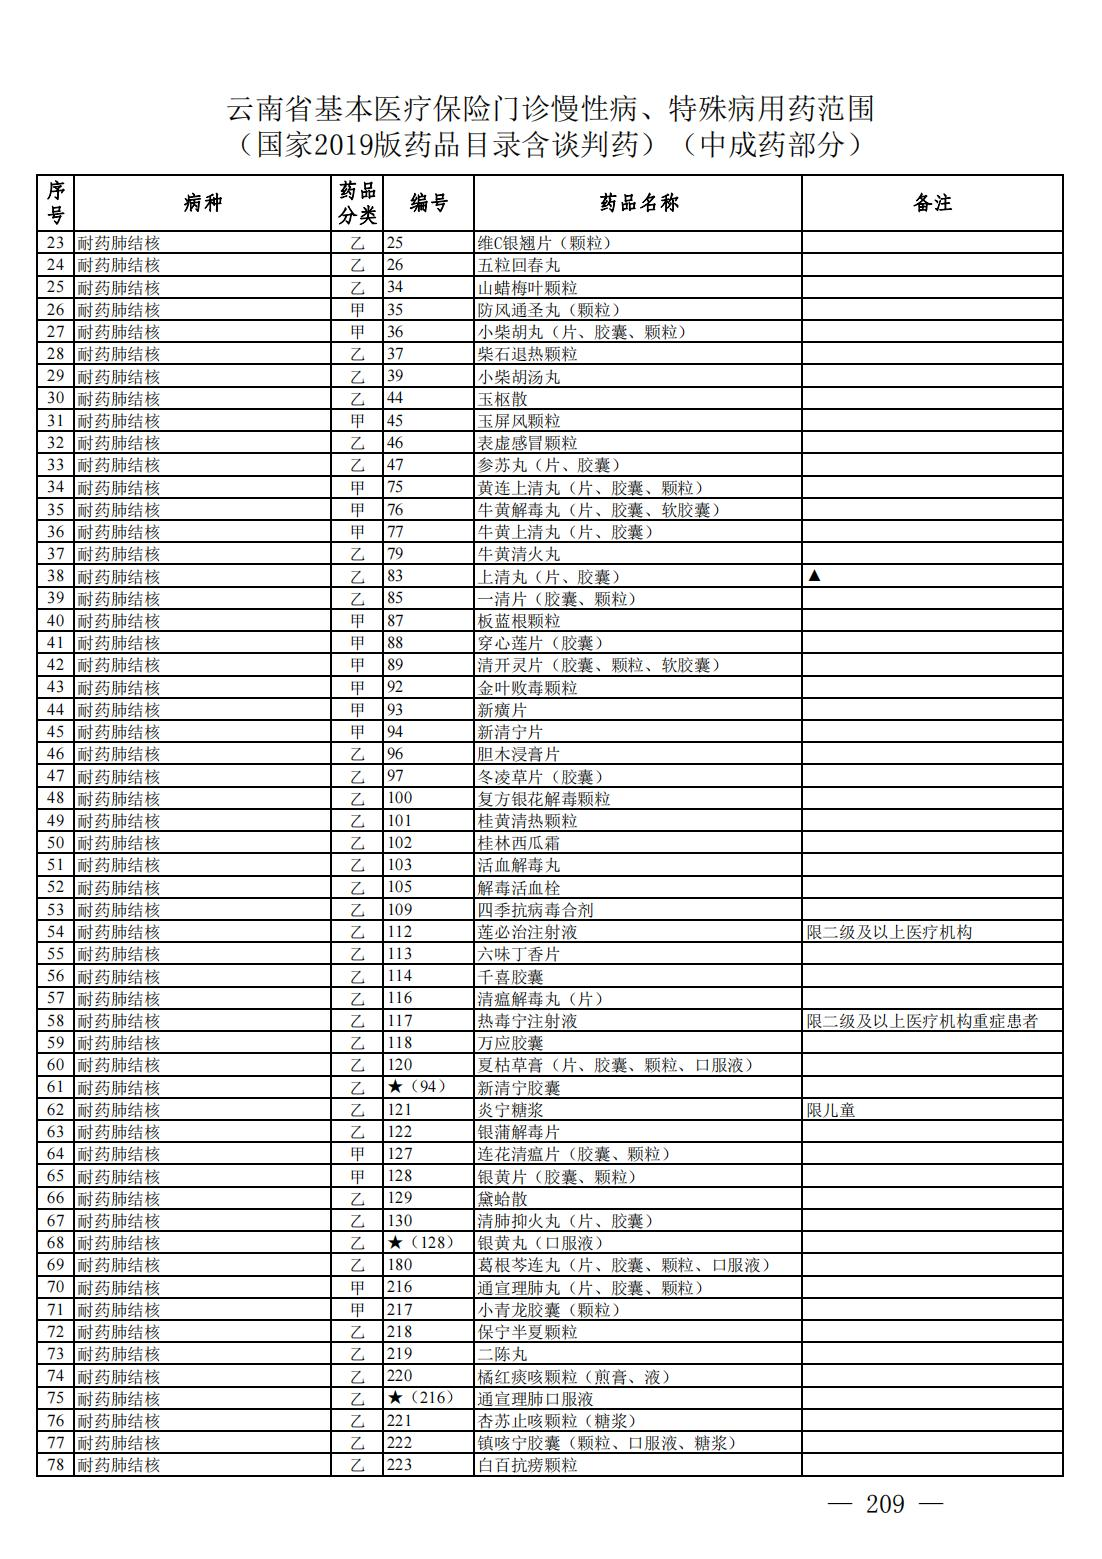 云南省基本医疗保险门诊慢性病、特殊病用药范围
（国家2019版药品目录含谈判药）（中成药部分）
序号 病种 药品分类 编号 药品名称 备注
23 耐药肺结核 乙 25 维C银翘片（颗粒）
24 耐药肺结核 乙 26 五粒回春丸
25 耐药肺结核 乙 34 山蜡梅叶颗粒
26 耐药肺结核 甲 35 防风通圣丸（颗粒）
27 耐药肺结核 甲 36 小柴胡丸（片、胶囊、颗粒）
28 耐药肺结核 乙 37 柴石退热颗粒
29 耐药肺结核 乙 39 小柴胡汤丸
30 耐药肺结核 乙 44 玉枢散
31 耐药肺结核 甲 45 玉屏风颗粒
32 耐药肺结核 乙 46 表虚感冒颗粒
33 耐药肺结核 乙 47 参苏丸（片、胶囊）
34 耐药肺结核 甲 75 黄连上清丸（片、胶囊、颗粒）
35 耐药肺结核 甲 76 牛黄解毒丸（片、胶囊、软胶囊）
36 耐药肺结核 甲 77 牛黄上清丸（片、胶囊）
37 耐药肺结核 乙 79 牛黄清火丸
38 耐药肺结核 乙 83 上清丸（片、胶囊） ▲
39 耐药肺结核 乙 85 一清片（胶囊、颗粒）
40 耐药肺结核 甲 87 板蓝根颗粒
41 耐药肺结核 甲 88 穿心莲片（胶囊）
42 耐药肺结核 甲 89 清开灵片（胶囊、颗粒、软胶囊）
43 耐药肺结核 甲 92 金叶败毒颗粒
44 耐药肺结核 甲 93 新癀片
45 耐药肺结核 甲 94 新清宁片
46 耐药肺结核 乙 96 胆木浸膏片
47 耐药肺结核 乙 97 冬凌草片（胶囊）
48 耐药肺结核 乙 100 复方银花解毒颗粒
49 耐药肺结核 乙 101 桂黄清热颗粒
50 耐药肺结核 乙 102 桂林西瓜霜
51 耐药肺结核 乙 103 活血解毒丸
52 耐药肺结核 乙 105 解毒活血栓
53 耐药肺结核 乙 109 四季抗病毒合剂
54 耐药肺结核 乙 112 莲必治注射液 限二级及以上医疗机构
55 耐药肺结核 乙 113 六味丁香片
56 耐药肺结核 乙 114 千喜胶囊
57 耐药肺结核 乙 116 清瘟解毒丸（片）
58 耐药肺结核 乙 117 热毒宁注射液 限二级及以上医疗机构重症患者
59 耐药肺结核 乙 118 万应胶囊
60 耐药肺结核 乙 120 夏枯草膏（片、胶囊、颗粒、口服液）
61 耐药肺结核 乙 ★（94） 新清宁胶囊
62 耐药肺结核 乙 121 炎宁糖浆 限儿童
63 耐药肺结核 乙 122 银蒲解毒片
64 耐药肺结核 甲 127 连花清瘟片（胶囊、颗粒）
65 耐药肺结核 甲 128 银黄片（胶囊、颗粒）
66 耐药肺结核 乙 129 黛蛤散
67 耐药肺结核 乙 130 清肺抑火丸（片、胶囊）
68 耐药肺结核 乙 ★（128） 银黄丸（口服液）
69 耐药肺结核 乙 180 葛根芩连丸（片、胶囊、颗粒、口服液）
70 耐药肺结核 甲 216 通宣理肺丸（片、胶囊、颗粒）
71 耐药肺结核 甲 217 小青龙胶囊（颗粒）
72 耐药肺结核 乙 218 保宁半夏颗粒
73 耐药肺结核 乙 219 二陈丸
74 耐药肺结核 乙 220 橘红痰咳颗粒（煎膏、液）
75 耐药肺结核 乙 ★（216） 通宣理肺口服液
76 耐药肺结核 乙 221 杏苏止咳颗粒（糖浆）
77 耐药肺结核 乙 222 镇咳宁胶囊（颗粒、口服液、糖浆）
78 耐药肺结核 乙 223 白百抗痨颗粒
— 209 —